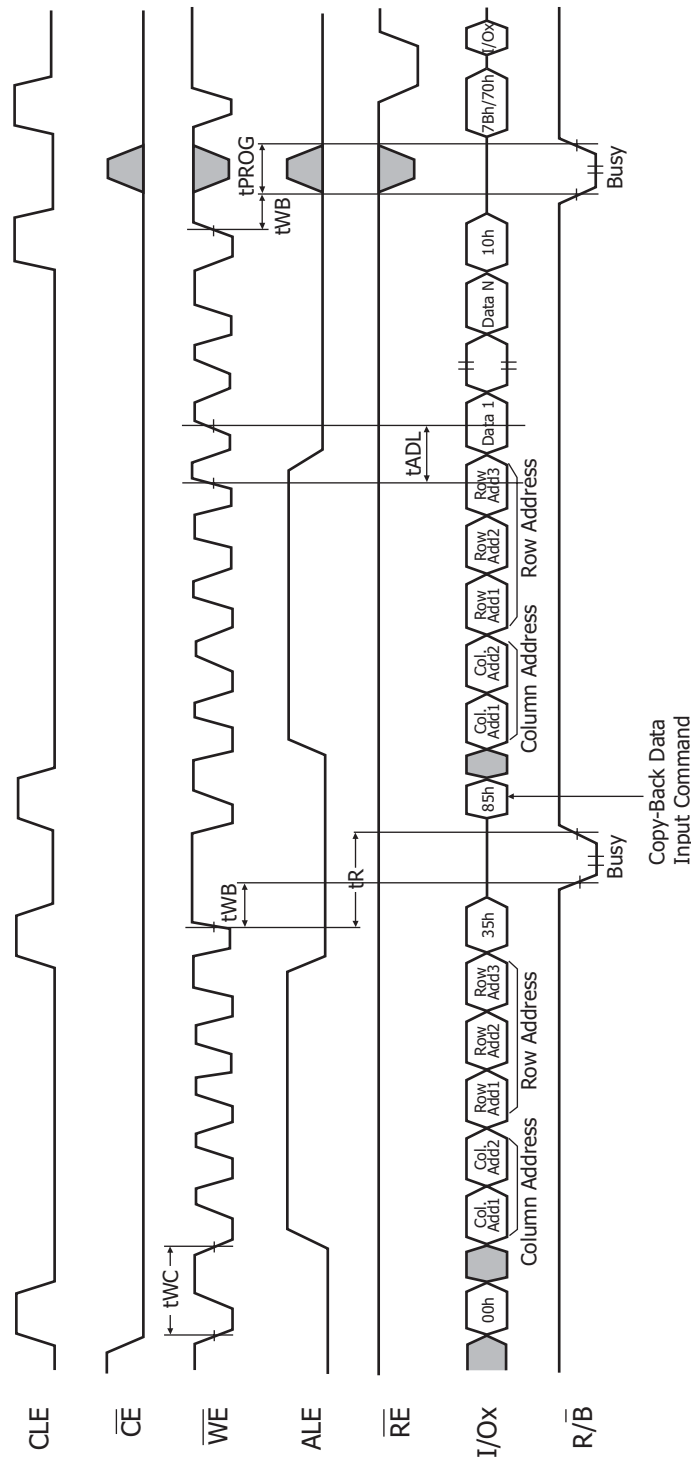 CLE
CE
WE
tWC
tWB
tADL
tWB
tPROG
ALE
tR
RE
I/Ox
00h
Col. Add1
Col. Add2
Row Add1
Row Add2
Row Add3
35h
85h
Col. Add1
Col. Add2
Row Add1
Row Add2
Row Add3
Data 1
Data N
10h
7Bh/70h
I/Ox
Column Address
Row Address
Column Address
Row Address
R/B
Busy
Busy
Copy-Back Data
Input Command